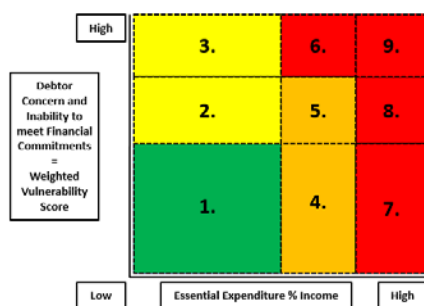 High
3.
6.
9.
Debtor
Concern and
Inability to
meet Financial
Commitments
=
Weighted
Vulnerability
Score
2.
5.
8.
1.
4.
7.
Low
Essential Expenditure % Income
High